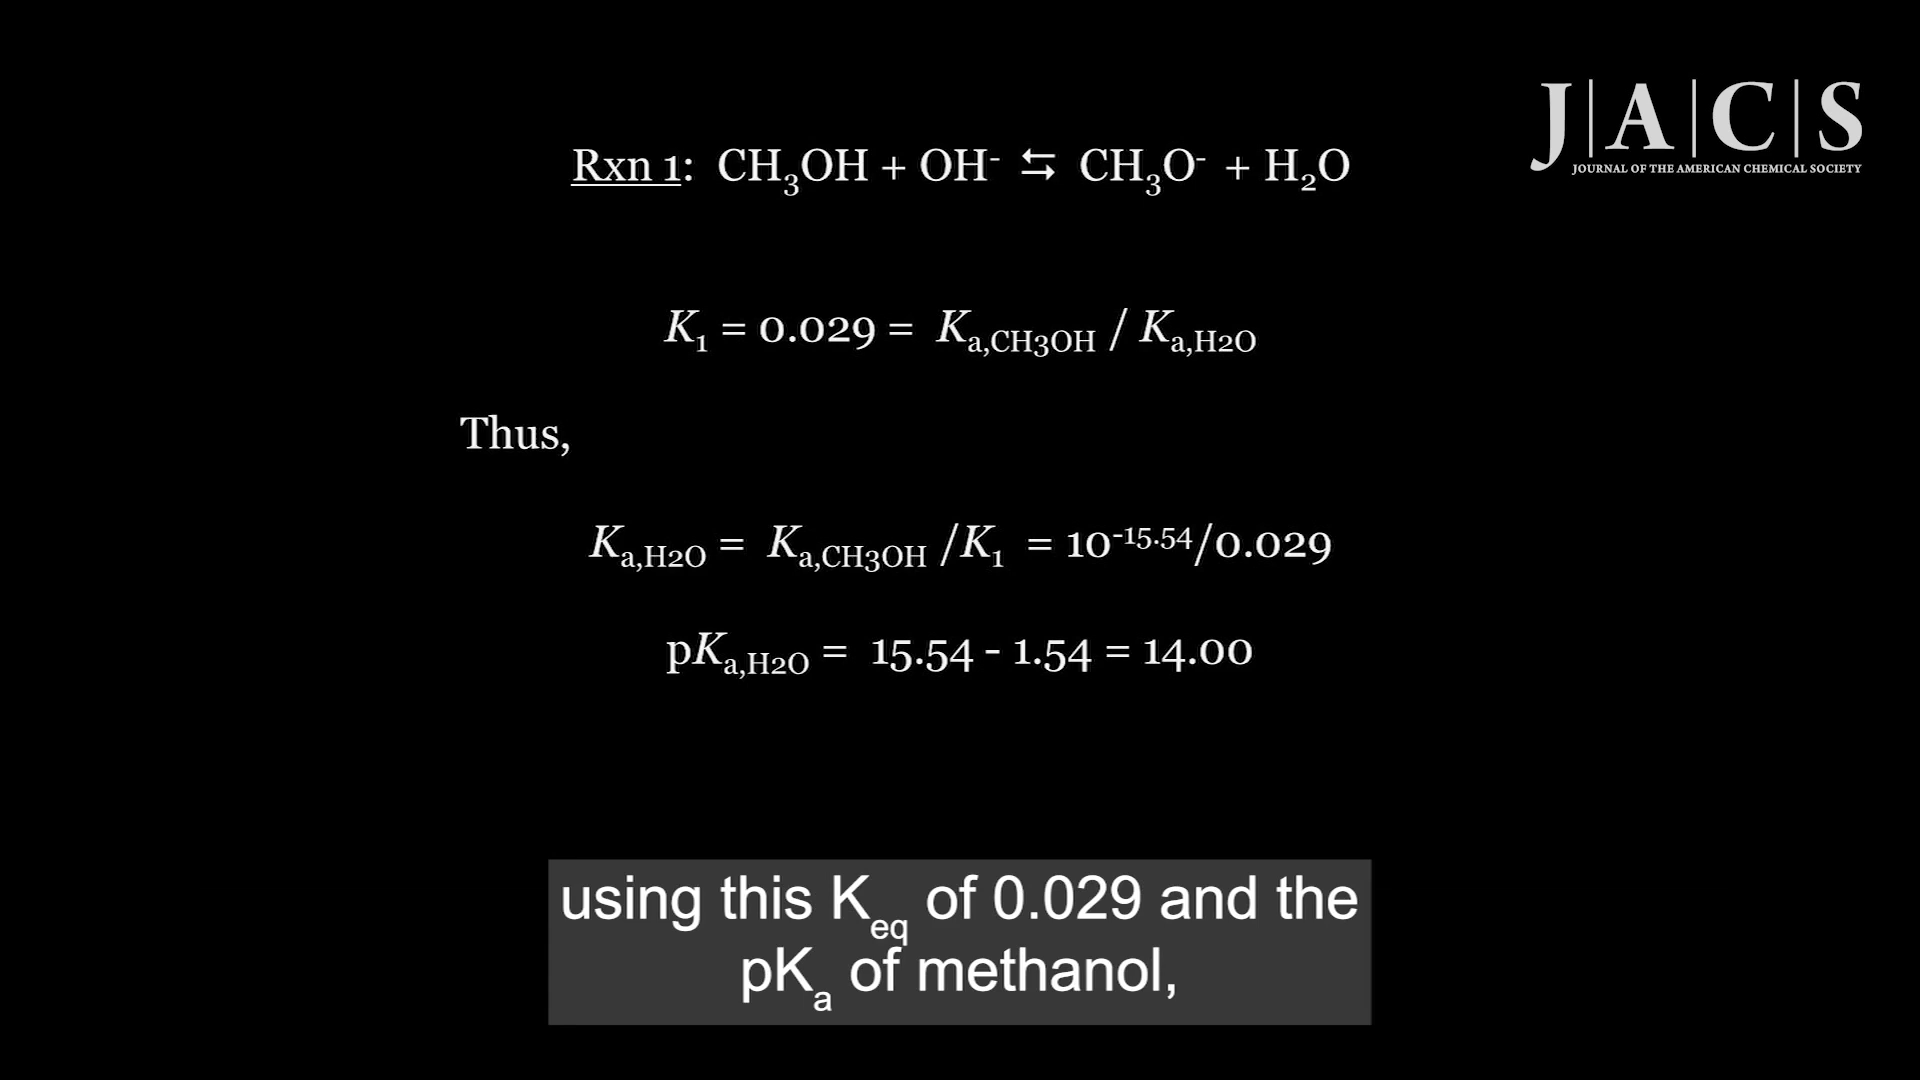 J|A|C|S
JOURNAL OF THE AMERICAN CHEMICAL SOCIETY
Rxn 1: CH₃OH + OH⁻ ⇆ CH₃O⁻ + H₂O
K₁ = 0.029 = Kₐ,CH3OH / Kₐ,H2O
Thus,
Kₐ,H2O = Kₐ,CH3OH /K₁ = 10⁻¹⁵·⁵⁴/0.029
pKₐ,H2O = 15.54 - 1.54 = 14.00
using this K_eq of 0.029 and the
pKₐ of methanol,